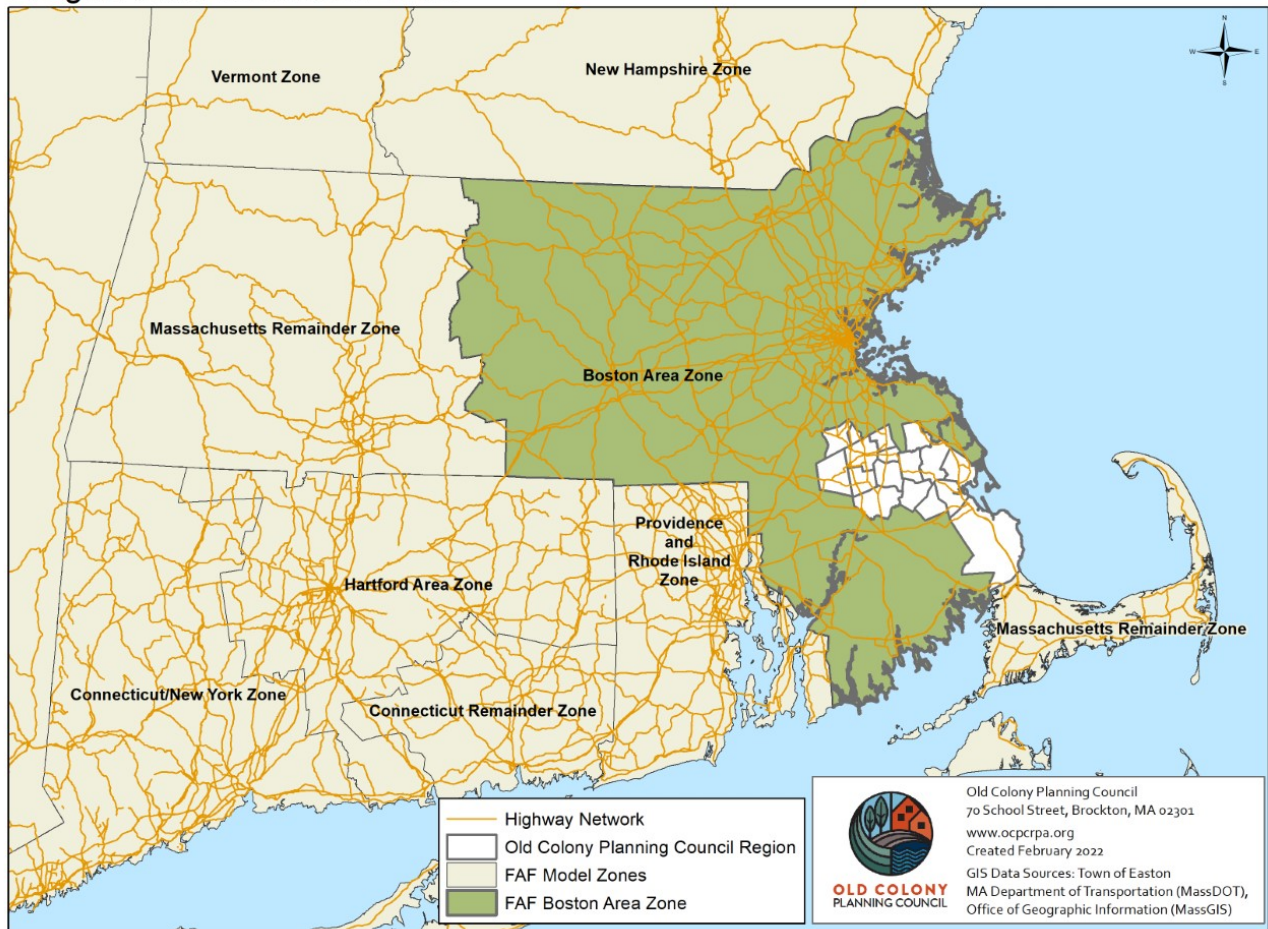 N
W
E
S
Vermont Zone
New Hampshire Zone
Massachusetts Remainder Zone
Boston Area Zone
Providence
and
Rhode Island
Zone
Hartford Area Zone
Massachusetts Remainder Zone
Connecticut/New York Zone
Connecticut Remainder Zone
Highway Network
Old Colony Planning Council Region
FAF Model Zones
FAF Boston Area Zone
OLD COLONY
PLANNING COUNCIL
Old Colony Planning Council
70 School Street, Brockton, MA 02301
www.ocpcrpa.org
Created February 2022
GIS Data Sources: Town of Easton
MA Department of Transportation (MassDOT),
Office of Geographic Information (MassGIS)